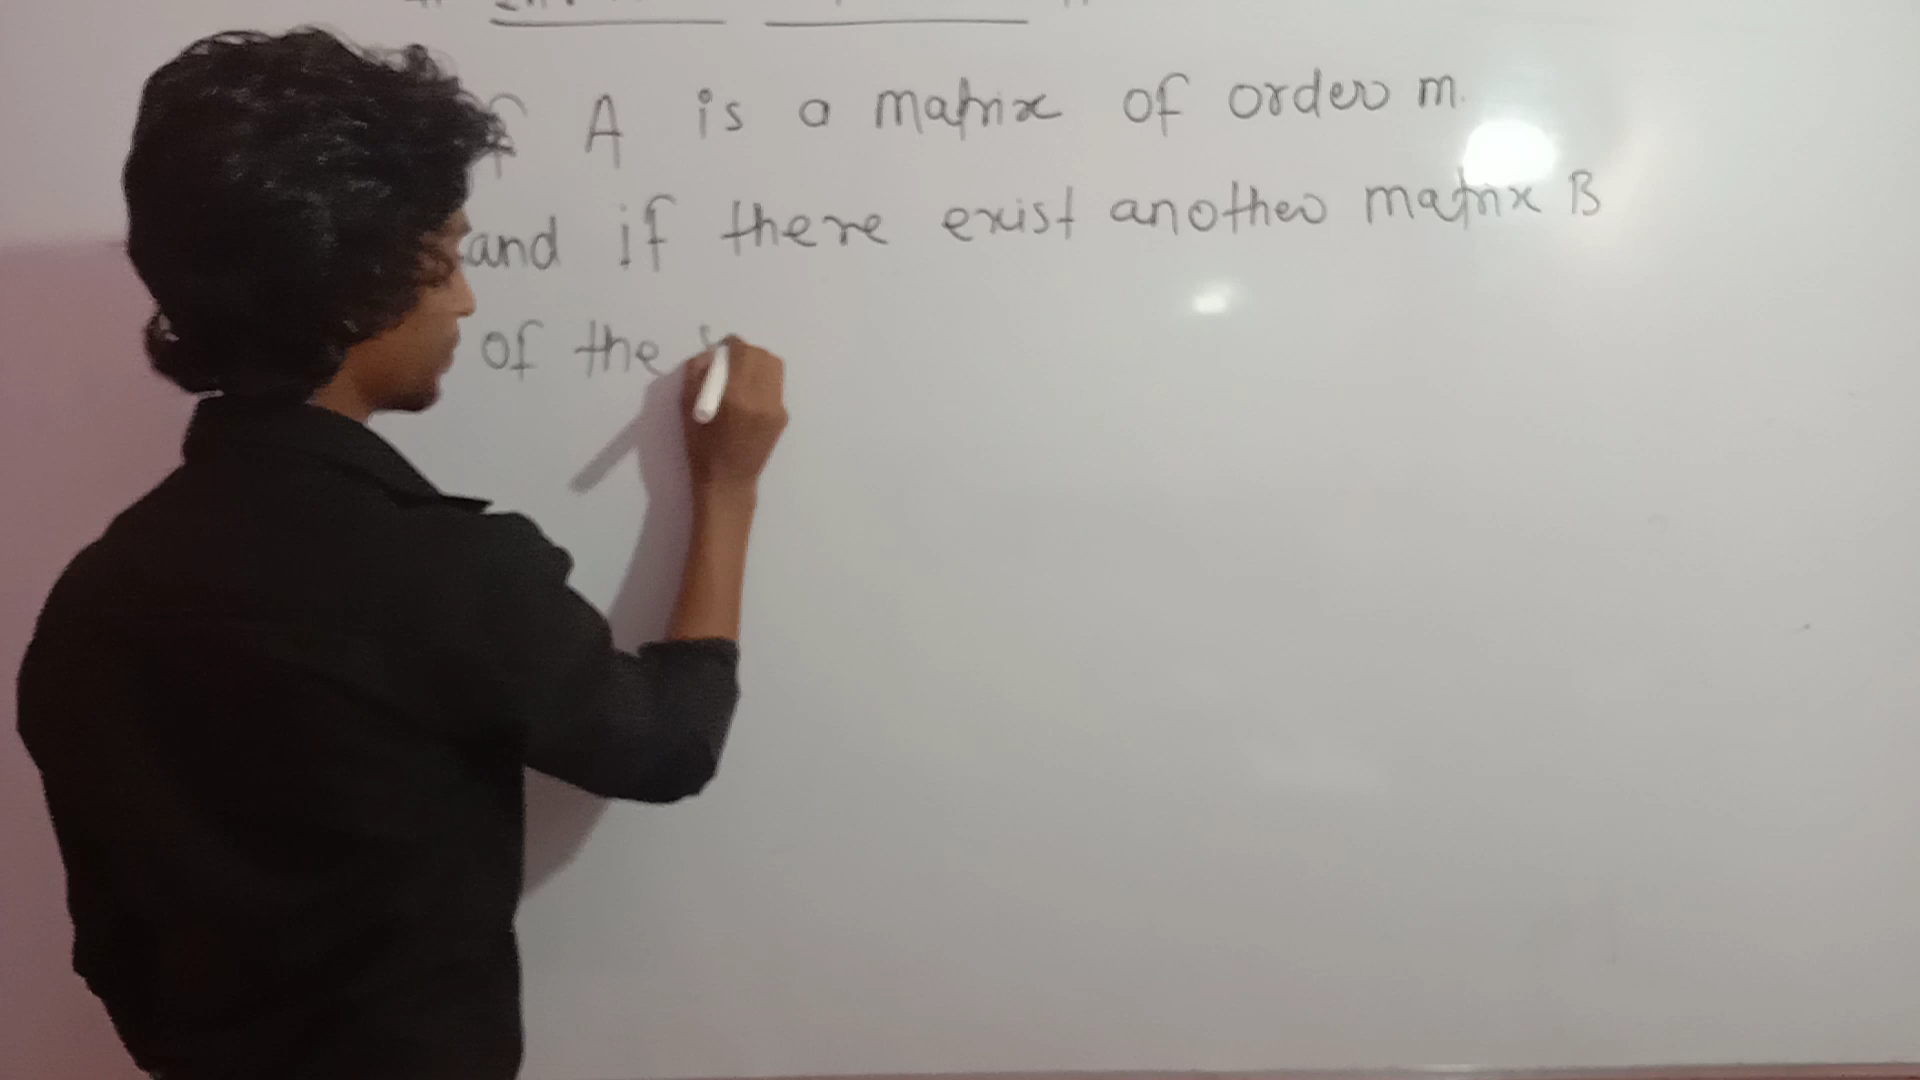 A is a matrix of order m.
and if there exist another matrix B
of the